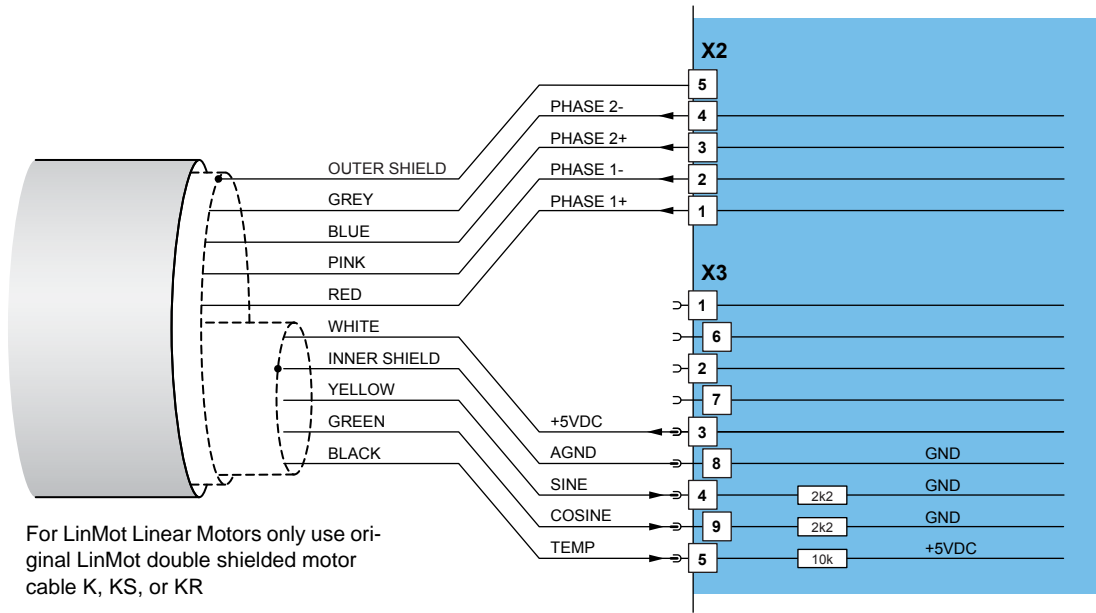 X2
5
PHASE 2-
4
PHASE 2+
3
OUTER SHIELD
PHASE 1-
2
GREY
PHASE 1+
1
BLUE
PINK
X3
RED
1
WHITE
6
INNER SHIELD
2
YELLOW
7
GREEN
+5VDC
3
BLACK
AGND
8
GND
SINE
4
2k2
GND
COSINE
9
2k2
GND
TEMP
5
10k
+5VDC
For LinMot Linear Motors only use ori-
ginal LinMot double shielded motor
cable K, KS, or KR